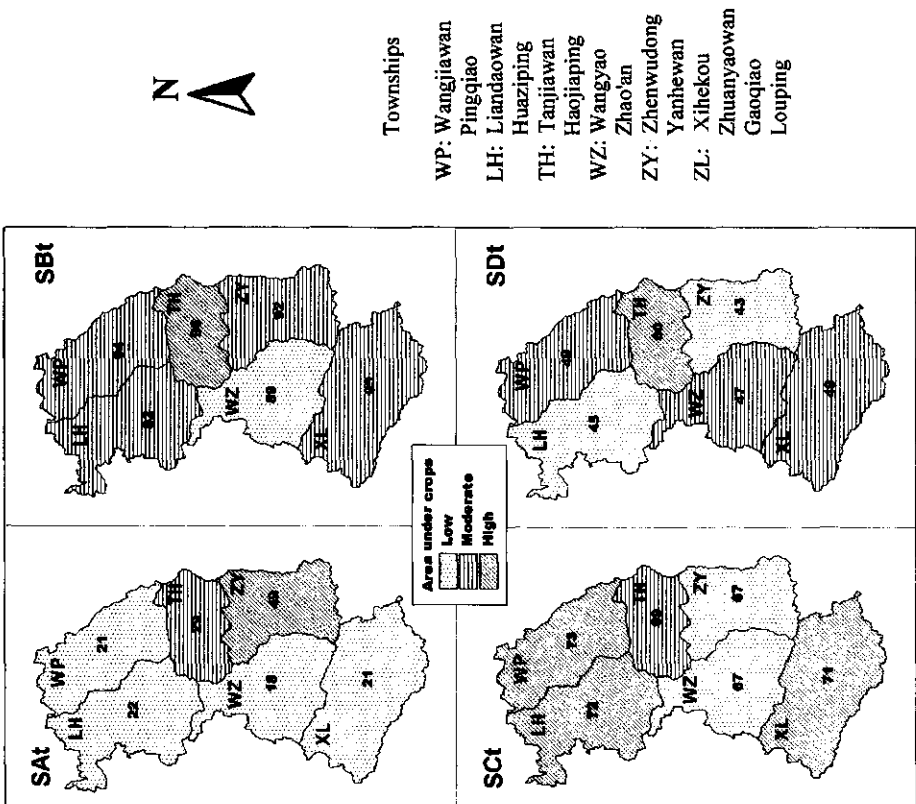 N
Townships
WP: Wangjiawan
Pingqiao
LH: Liandaowan
Huaziping
TH: Tanjiawan
Haojiaping
WZ: Wangyao
Zhao'an
ZY: Zhenwudong
Yanhewan
ZL: Xihekou
Zhuanyaowan
Gaoqiao
Louping
SAt
WP
21
LH
22
TH
ZY
40
WZ
18
XL
21
SBt
WP
94
LH
TH
ZY
92
WZ
89
XL
Area under crops
Low
Moderate
High
SCt
WP
73
LH
72
TH
ZY
67
WZ
67
XL
71
SDt
WP
LH
45
TH
ZY
43
WZ
47
XL